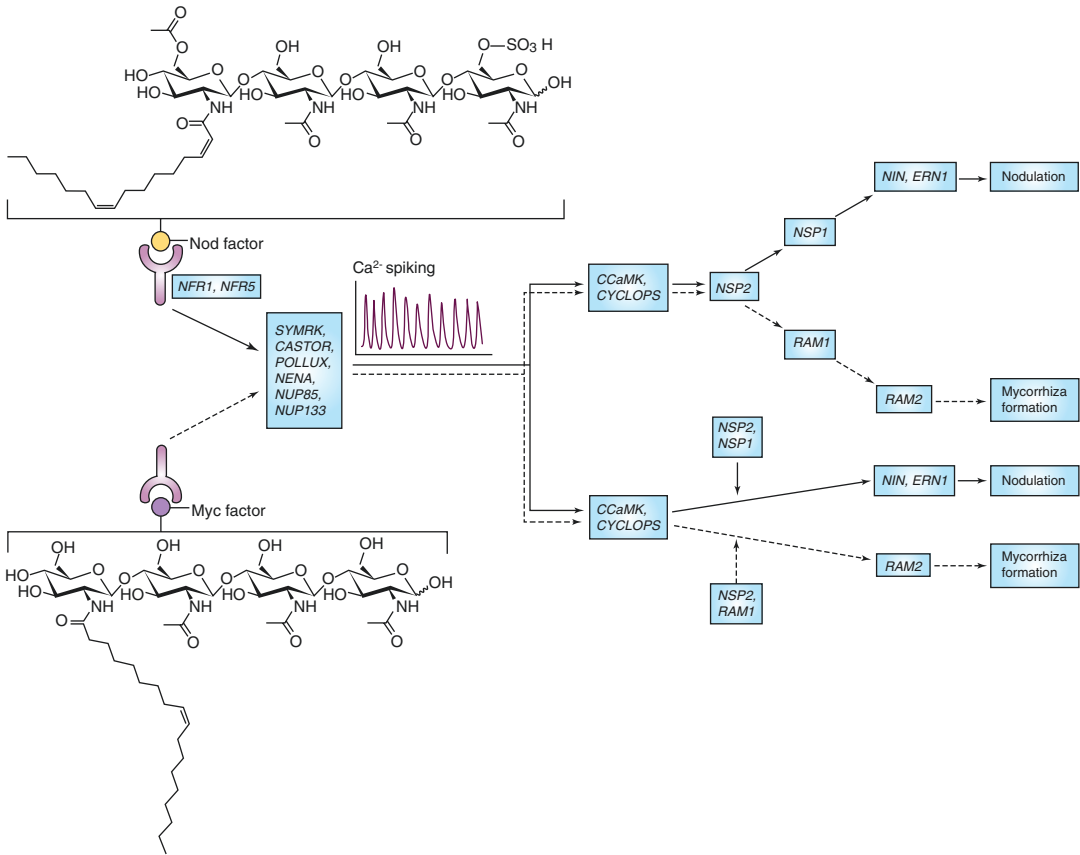 O
O
OH
OH
O—SO3 H
HO
HO
O
O
O
O
O
O
O
OH
HO
HO
HO
NH
NH
NH
NH
O
O
O
O
Nod factor
NFR1, NFR5
Ca2- spiking
SYMRK,
CASTOR,
POLLUX,
NENA,
NUP85,
NUP133
CCaMK,
CYCLOPS
NSP2
NSP1
NIN, ERN1
Nodulation
RAM1
RAM2
Mycorrhiza
formation
NSP2,
NSP1
NIN, ERN1
Nodulation
CCaMK,
CYCLOPS
RAM2
Mycorrhiza
formation
NSP2,
RAM1
Myc factor
OH
OH
OH
OH
HO
HO
O
O
O
O
O
O
O
OH
HO
HO
HO
NH
NH
NH
NH
O
O
O
O